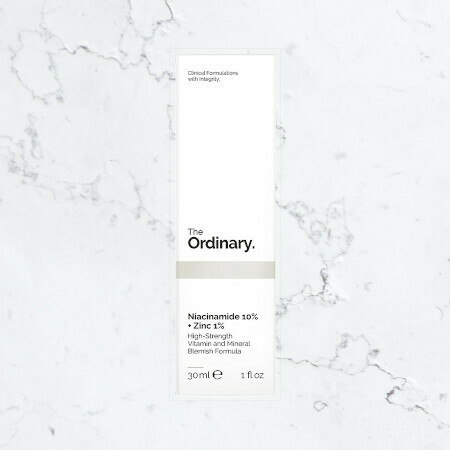 Clinical Formulations
with Integrity.
The
Ordinary.
Niacinamide 10%
+ Zinc 1%
High-Strength
Vitamin and Mineral
Blemish Formula
30ml ℮ 1 fl oz